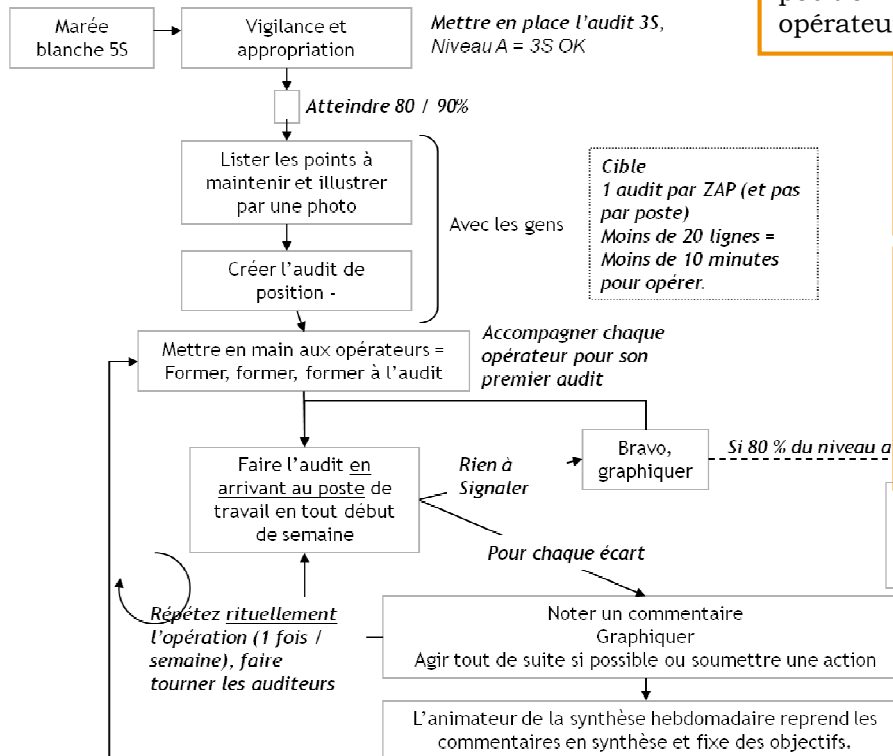 Marée
blanche 5S
Vigilance et
appropriation
Mettre en place l'audit 3S,
Niveau A = 3S OK
opérateu
Atteindre 80 / 90%
Lister les points à
maintenir et illustrer
par une photo
Avec les gens
Cible
1 audit par ZAP (et pas
par poste)
Moins de 20 lignes =
Moins de 10 minutes
pour opérer.
Créer l'audit de
position -
Mettre en main aux opérateurs =
Former, former, former à l'audit
Accompagner chaque
opérateur pour son
premier audit
Faire l'audit en
arrivant au poste de
travail en tout début
de semaine
Rien à
Signaler
Bravo,
graphiquer
Si 80 % du niveau a
Pour chaque écart
Répétez rituellement
l'opération (1 fois /
semaine), faire
tourner les auditeurs
Noter un commentaire
Graphiquer
Agir tout de suite si possible ou soumettre une action
L'animateur de la synthèse hebdomadaire reprend les
commentaires en synthèse et fixe des objectifs.